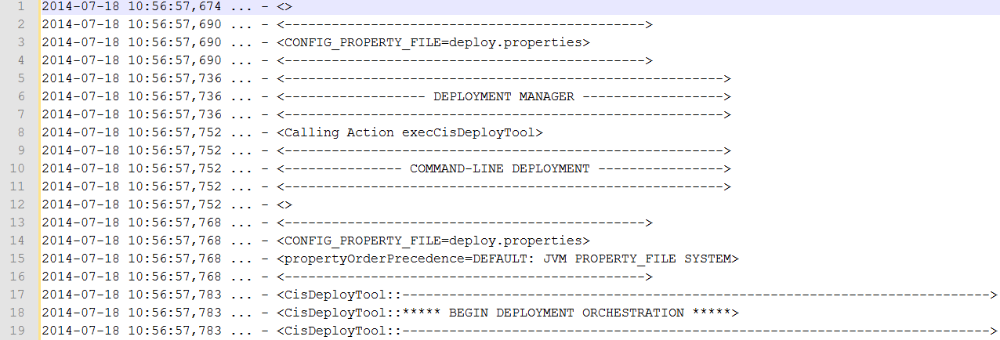 1 2014-07-18 10:56:57,674 ... - <>
2 2014-07-18 10:56:57,690 ... - <---------------------------------------------->
3 2014-07-18 10:56:57,690 ... - <CONFIG_PROPERTY_FILE=deploy.properties>
4 2014-07-18 10:56:57,690 ... - <---------------------------------------------->
5 2014-07-18 10:56:57,736 ... - <-------------------------------------------------------->
6 2014-07-18 10:56:57,736 ... - <------------------ DEPLOYMENT MANAGER ------------------>
7 2014-07-18 10:56:57,736 ... - <-------------------------------------------------------->
8 2014-07-18 10:56:57,752 ... - <Calling Action execCisDeployTool>
9 2014-07-18 10:56:57,752 ... - <-------------------------------------------------------->
10 2014-07-18 10:56:57,752 ... - <--------------- COMMAND-LINE DEPLOYMENT ---------------->
11 2014-07-18 10:56:57,752 ... - <-------------------------------------------------------->
12 2014-07-18 10:56:57,752 ... - <>
13 2014-07-18 10:56:57,768 ... - <---------------------------------------------->
14 2014-07-18 10:56:57,768 ... - <CONFIG_PROPERTY_FILE=deploy.properties>
15 2014-07-18 10:56:57,768 ... - <propertyOrderPrecedence=DEFAULT: JVM PROPERTY_FILE SYSTEM>
16 2014-07-18 10:56:57,768 ... - <---------------------------------------------->
17 2014-07-18 10:56:57,783 ... - <CisDeployTool::--------------------------------------------------------------------------->
18 2014-07-18 10:56:57,783 ... - <CisDeployTool::***** BEGIN DEPLOYMENT ORCHESTRATION *****>
19 2014-07-18 10:56:57,783 ... - <CisDeployTool::--------------------------------------------------------------------------->